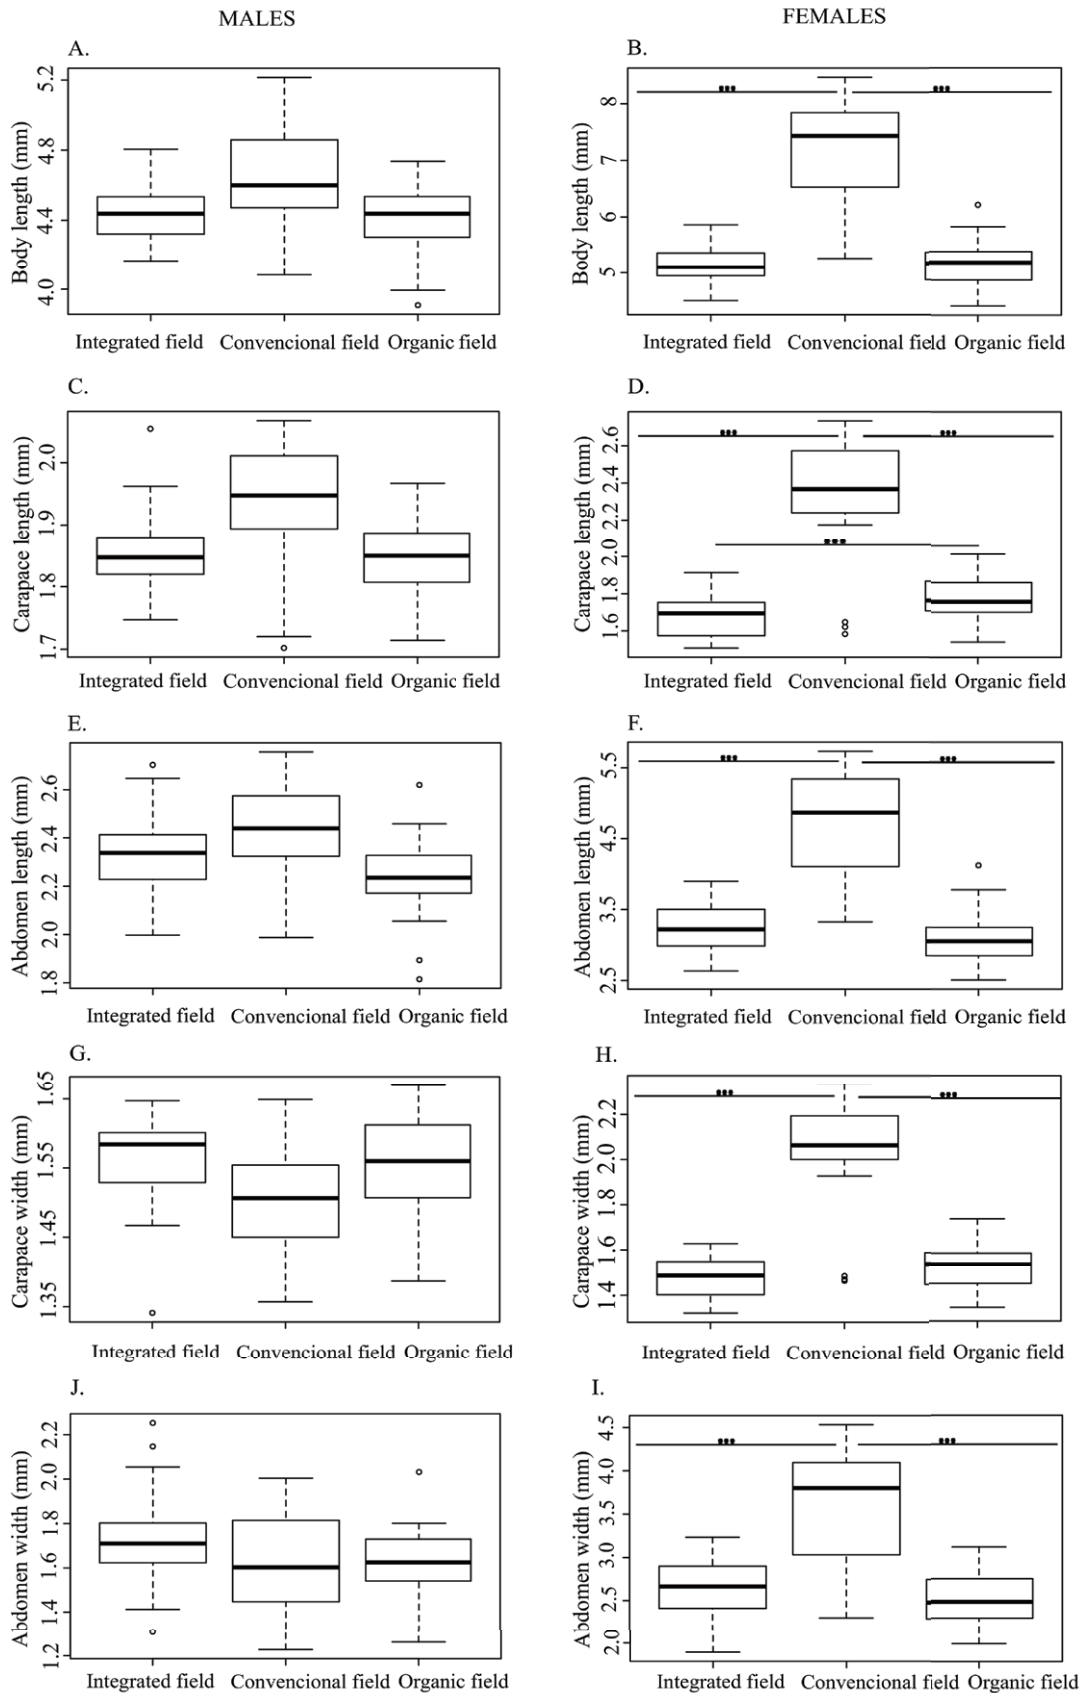 MALES
FEMALES
A.
B.
Body length (mm)
5.2
4.8
4.4
4.0
Integrated field Convencional field Organic field
Body length (mm)
8
7
6
5
***
***
Integrated field Convencional field Organic field
C.
D.
Carapace length (mm)
2.0
1.9
1.8
1.7
Integrated field Convencional field Organic field
Carapace length (mm)
2.6
2.4
2.2
2.0
1.8
1.6
***
***
***
Integrated field Convencional field Organic field
E.
F.
Abdomen length (mm)
2.6
2.4
2.2
2.0
1.8
Integrated field Convencional field Organic field
Abdomen length (mm)
5.5
4.5
3.5
2.5
***
***
Integrated field Convencional field Organic field
G.
H.
Carapace width (mm)
1.65
1.55
1.45
1.35
Integrated field Convencional field Organic field
Carapace width (mm)
2.2
2.0
1.8
1.6
1.4
***
***
Integrated field Convencional field Organic field
J.
I.
Abdomen width (mm)
2.2
2.0
1.8
1.6
1.4
1.2
Integrated field Convencional field Organic field
Abdomen width (mm)
4.5
4.0
3.5
3.0
2.5
2.0
***
***
Integrated field Convencional field Organic field